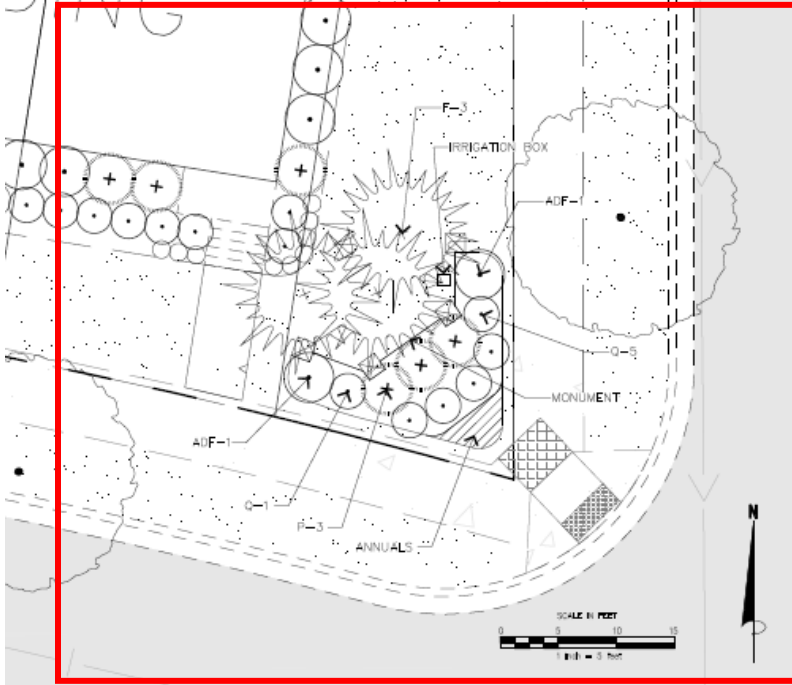 NG
F-3
IRRIGATION BOX
ADF-1
Q-5
MONUMENT
ADF-1
Q-1
P-3
ANNUALS
N
SCALE IN FEET
0 5 10 15
1 inch = 5 feet